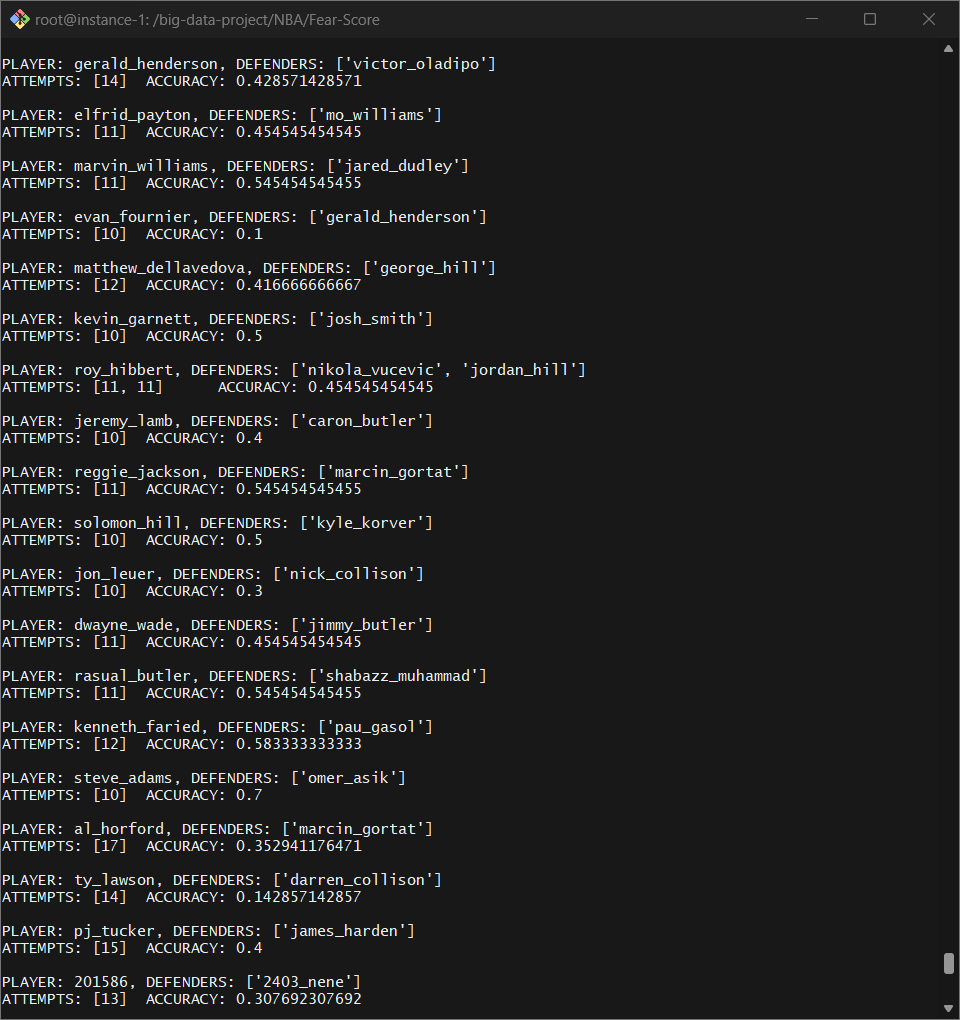 root@instance-1: /big-data-project/NBA/Fear-Score
PLAYER: gerald_henderson, DEFENDERS: ['victor_oladipo']
ATTEMPTS: [14]  ACCURACY: 0.428571428571
PLAYER: elfrid_payton, DEFENDERS: ['mo_williams']
ATTEMPTS: [11]  ACCURACY: 0.454545454545
PLAYER: marvin_williams, DEFENDERS: ['jared_dudley']
ATTEMPTS: [11]  ACCURACY: 0.545454545455
PLAYER: evan_fournier, DEFENDERS: ['gerald_henderson']
ATTEMPTS: [10]  ACCURACY: 0.1
PLAYER: matthew_dellavedova, DEFENDERS: ['george_hill']
ATTEMPTS: [12]  ACCURACY: 0.416666666667
PLAYER: kevin_garnett, DEFENDERS: ['josh_smith']
ATTEMPTS: [10]  ACCURACY: 0.5
PLAYER: roy_hibbert, DEFENDERS: ['nikola_vucevic', 'jordan_hill']
ATTEMPTS: [11, 11]      ACCURACY: 0.454545454545
PLAYER: jeremy_lamb, DEFENDERS: ['caron_butler']
ATTEMPTS: [10]  ACCURACY: 0.4
PLAYER: reggie_jackson, DEFENDERS: ['marcin_gortat']
ATTEMPTS: [11]  ACCURACY: 0.545454545455
PLAYER: solomon_hill, DEFENDERS: ['kyle_korver']
ATTEMPTS: [10]  ACCURACY: 0.5
PLAYER: jon_leuer, DEFENDERS: ['nick_collison']
ATTEMPTS: [10]  ACCURACY: 0.3
PLAYER: dwayne_wade, DEFENDERS: ['jimmy_butler']
ATTEMPTS: [11]  ACCURACY: 0.454545454545
PLAYER: rasual_butler, DEFENDERS: ['shabazz_muhammad']
ATTEMPTS: [11]  ACCURACY: 0.545454545455
PLAYER: kenneth_faried, DEFENDERS: ['pau_gasol']
ATTEMPTS: [12]  ACCURACY: 0.583333333333
PLAYER: steve_adams, DEFENDERS: ['omer_asik']
ATTEMPTS: [10]  ACCURACY: 0.7
PLAYER: al_horford, DEFENDERS: ['marcin_gortat']
ATTEMPTS: [17]  ACCURACY: 0.352941176471
PLAYER: ty_lawson, DEFENDERS: ['darren_collison']
ATTEMPTS: [14]  ACCURACY: 0.142857142857
PLAYER: pj_tucker, DEFENDERS: ['james_harden']
ATTEMPTS: [15]  ACCURACY: 0.4
PLAYER: 201586, DEFENDERS: ['2403_nene']
ATTEMPTS: [13]  ACCURACY: 0.307692307692